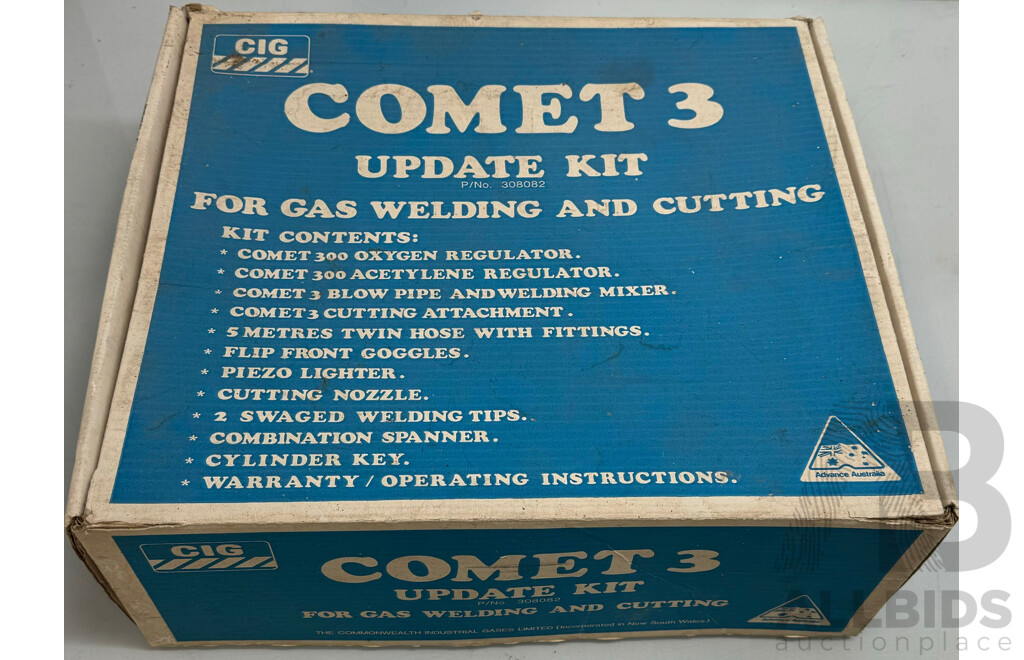 CIG
COMET 3
UPDATE KIT
P/No. 308082
FOR GAS WELDING AND CUTTING
KIT CONTENTS:
* COMET 300 OXYGEN REGULATOR.
* COMET 300 ACETYLENE REGULATOR.
* COMET 3 BLOW PIPE AND WELDING MIXER.
* COMET 3 CUTTING ATTACHMENT.
* 5 METRES TWIN HOSE WITH FITTINGS.
* FLIP FRONT GOGGLES.
* PIEZO LIGHTER.
* CUTTING NOZZLE.
* 2 SWAGED WELDING TIPS.
* COMBINATION SPANNER.
* CYLINDER KEY.
* WARRANTY / OPERATING INSTRUCTIONS.
Advance Australia
CIG
COMET 3
UPDATE KIT
P/No. 308082
FOR GAS WELDING AND CUTTING
THE COMMONWEALTH INDUSTRIAL GASES LIMITED (Incorporated in New South Wales)
AB
ALLBIDS
auctionplace